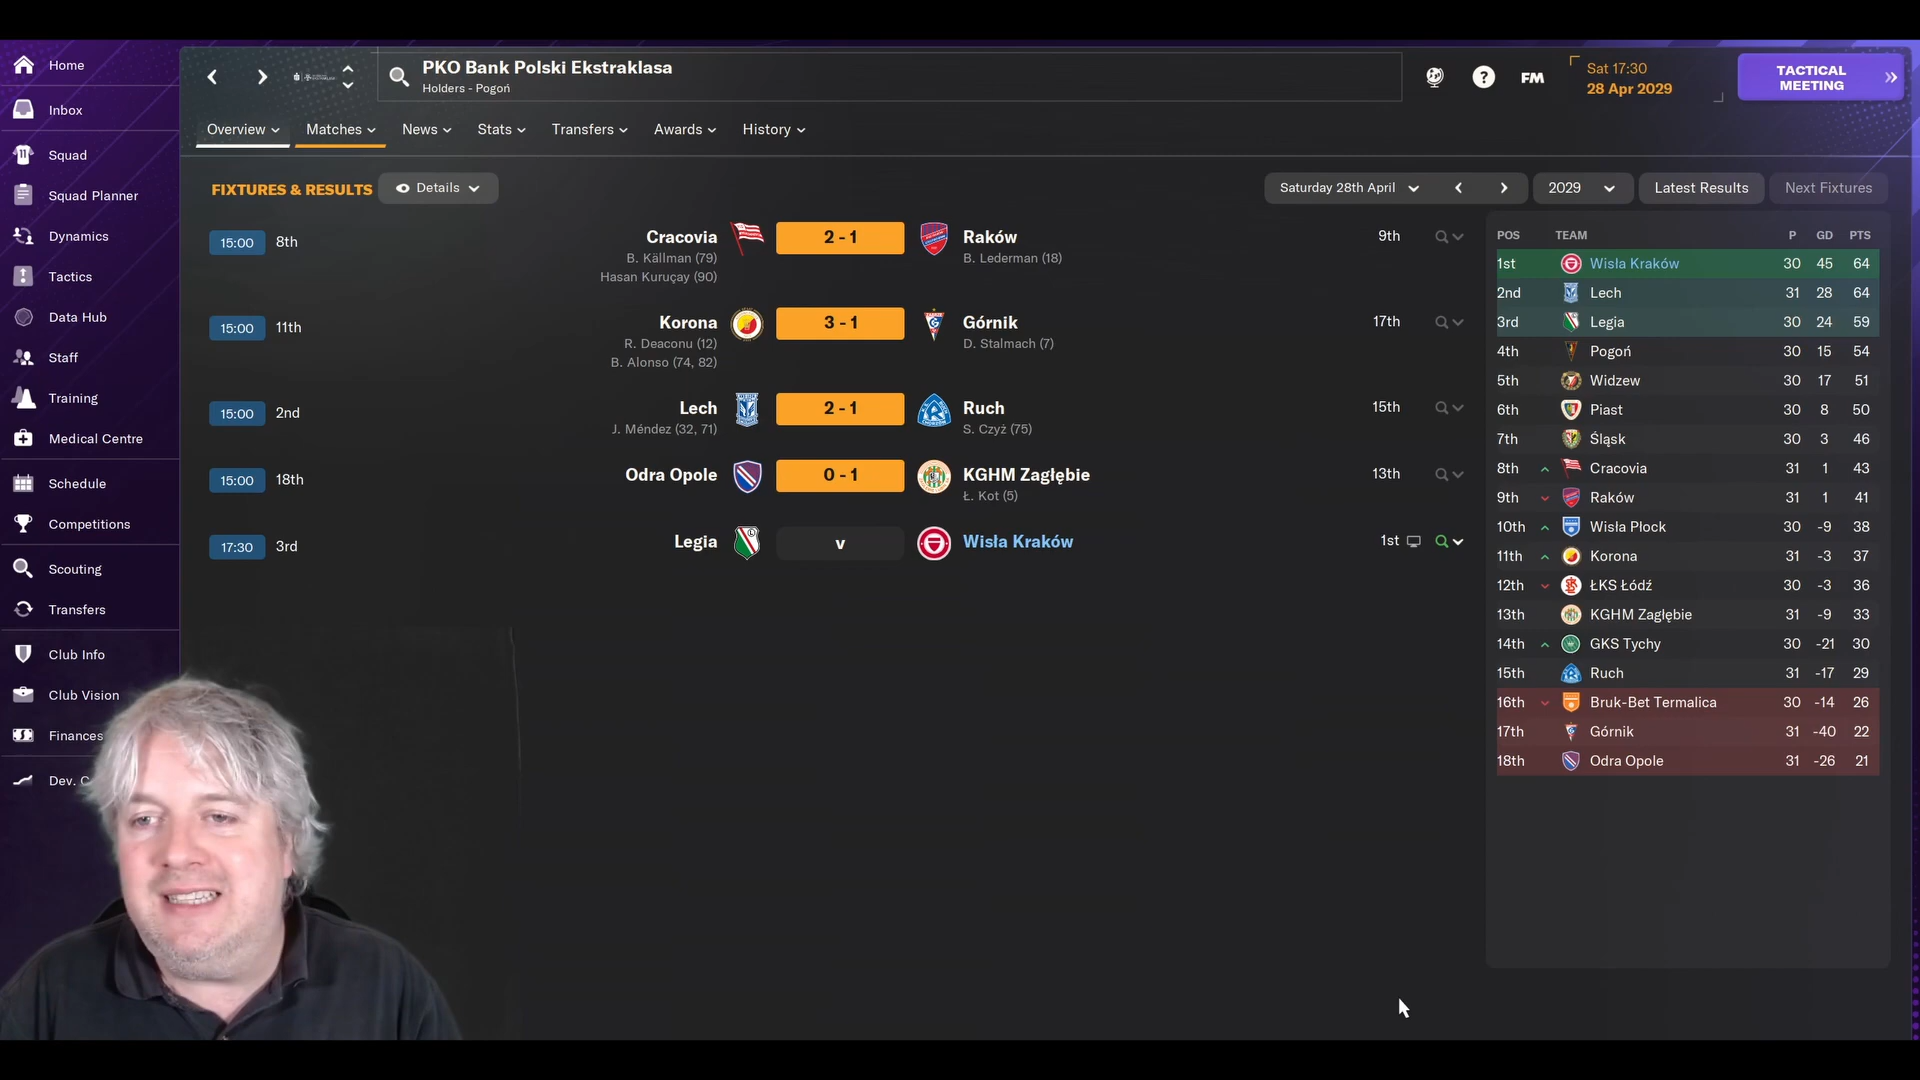 Home
Inbox
Squad
Squad Planner
Dynamics
Tactics
Data Hub
Staff
Training
Medical Centre
Schedule
Competitions
Scouting
Transfers
Club Info
Club Vision
Finances
Dev. C
PKO Bank Polski Ekstraklasa
Holders - Pogoń
FM
Sat 17:30
28 Apr 2029
TACTICAL MEETING
Overview Matches News Stats Transfers Awards History
FIXTURES & RESULTS Details Saturday 28th April 2029 Latest Results Next Fixtures
15:00 8th Cracovia 2 - 1 Raków 9th
B. Källman (79) B. Lederman (18)
Hasan Kuruçay (90)
15:00 11th Korona 3 - 1 Górnik 17th
R. Deaconu (12) D. Stalmach (7)
B. Alonso (74, 82)
15:00 2nd Lech 2 - 1 Ruch 15th
J. Méndez (32, 71) S. Czyż (75)
15:00 18th Odra Opole 0 - 1 KGHM Zagłębie 13th
Ł. Kot (5)
17:30 3rd Legia v Wisła Kraków 1st
POS TEAM P GD PTS
1st Wisła Kraków 30 45 64
2nd Lech 31 28 64
3rd Legia 30 24 59
4th Pogoń 30 15 54
5th Widzew 30 17 51
6th Piast 30 8 50
7th Śląsk 30 3 46
8th Cracovia 31 1 43
9th Raków 31 1 41
10th Wisła Płock 30 -9 38
11th Korona 31 -3 37
12th ŁKS Łódź 30 -3 36
13th KGHM Zagłębie 31 -9 33
14th GKS Tychy 30 -21 30
15th Ruch 31 -17 29
16th Bruk-Bet Termalica 30 -14 26
17th Górnik 31 -40 22
18th Odra Opole 31 -26 21